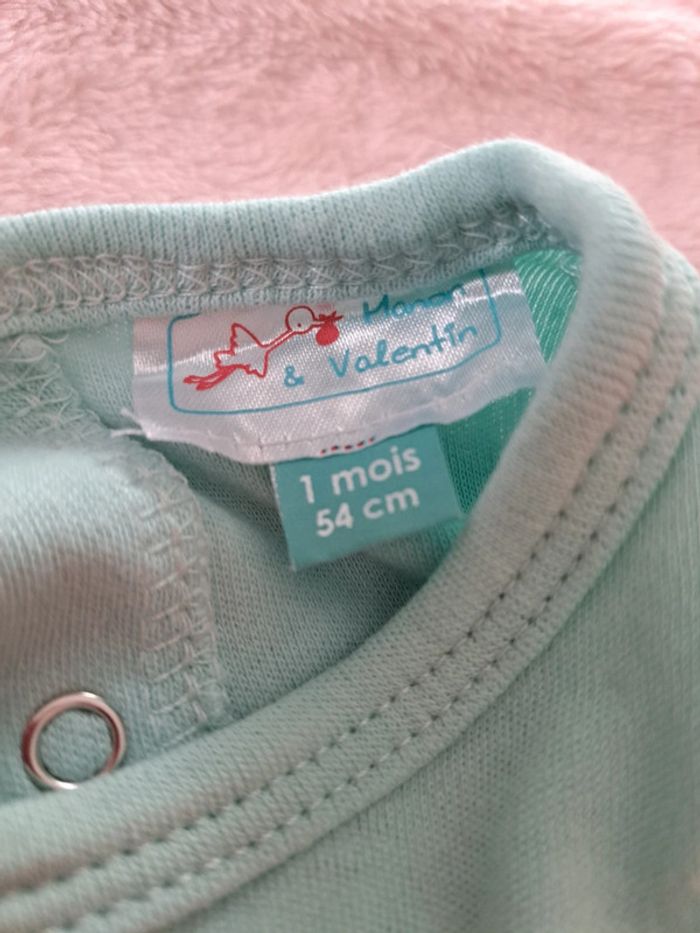 Manon
& Valentin
1 mois
54 cm